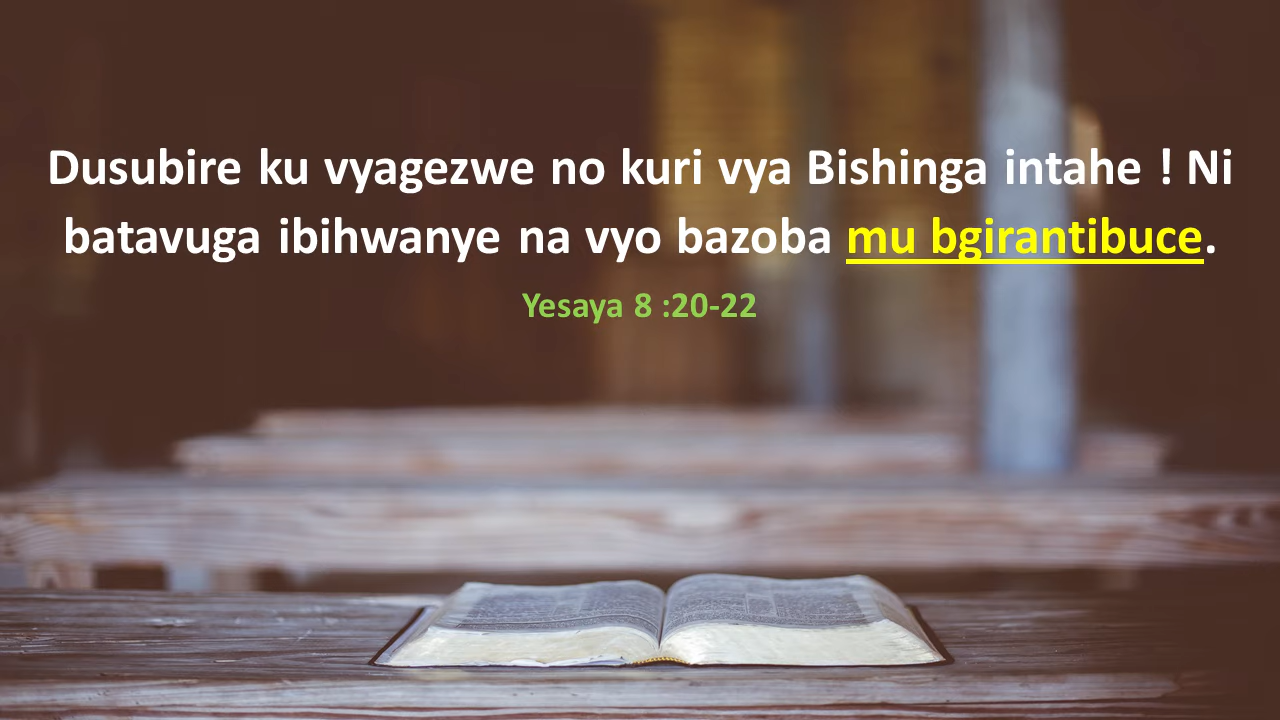 Dusubire ku vyagezwe no kuri vya Bishinga intahe ! Ni
batavuga ibihwanye na vyo bazoba mu bgirantibuce.
Yesaya 8 :20-22